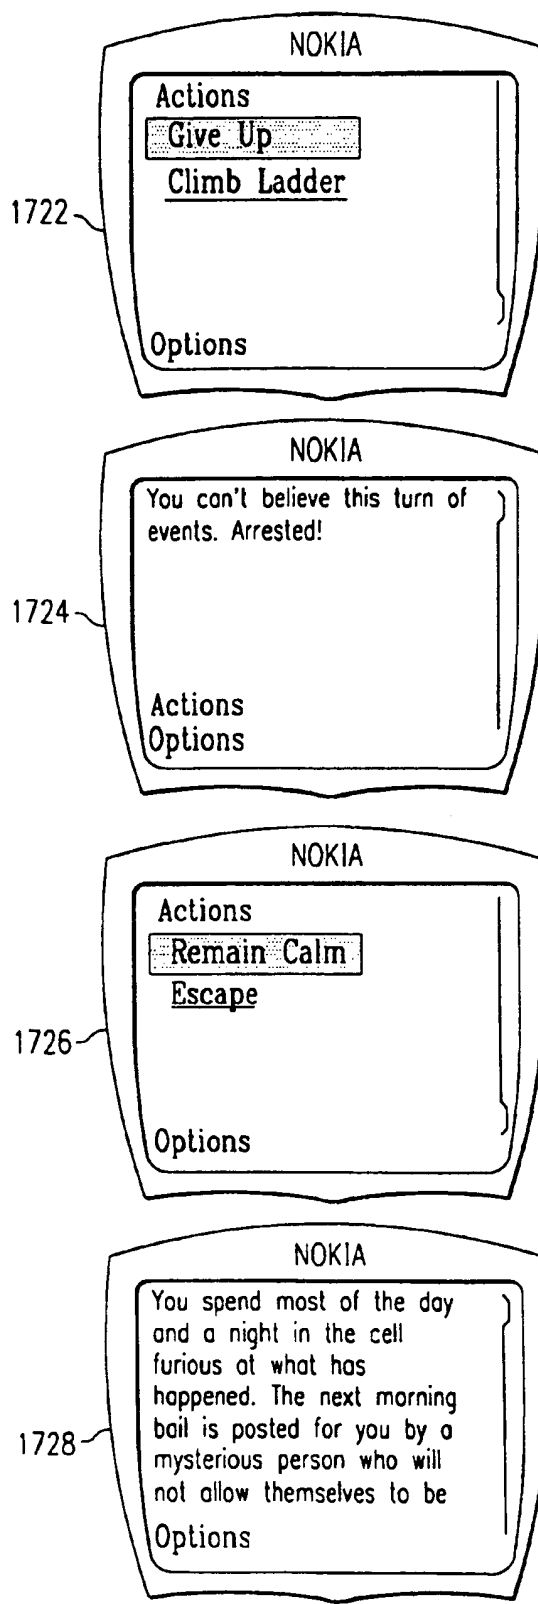 NOKIA
Actions
Give Up
Climb Ladder
1722
Options
NOKIA
You can't believe this turn of
events. Arrested!
1724
Actions
Options
NOKIA
Actions
Remain Calm
Escape
1726
Options
NOKIA
You spend most of the day
and a night in the cell
furious at what has
happened. The next morning
bail is posted for you by a
1728
mysterious person who will
not allow themselves to be
Options